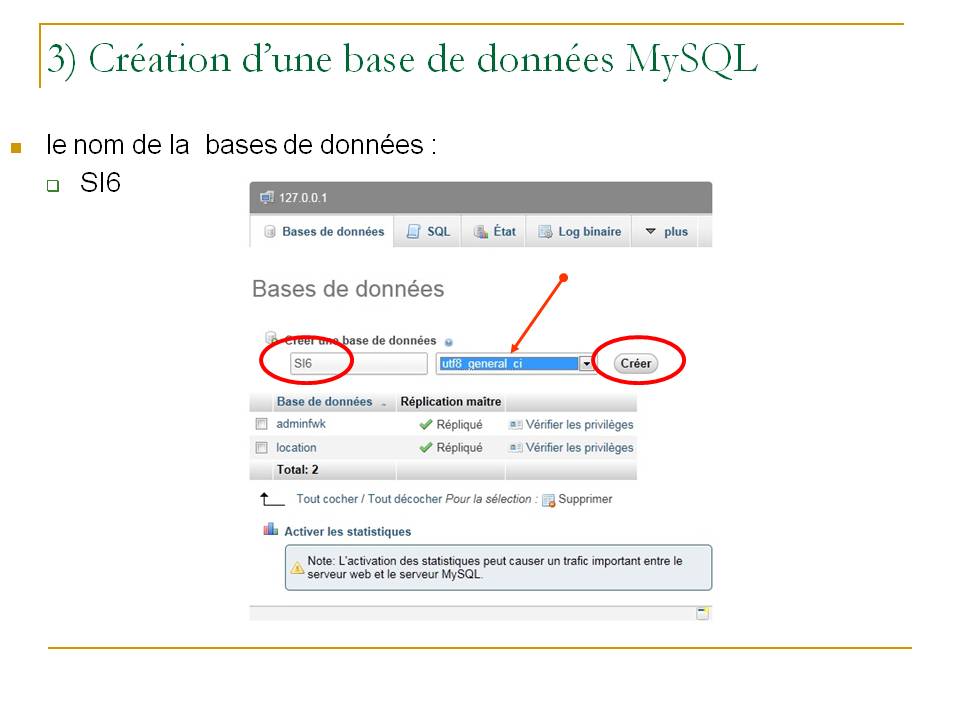 3) Création d'une base de données MySQL
le nom de la bases de données :
SI6
127.0.0.1
Bases de données SQL État Log binaire plus
Bases de données
Créer une base de données
SI6 utf8_general_ci Créer
Base de données Réplication maître
adminfwk Répliqué Vérifier les privilèges
location Répliqué Vérifier les privilèges
Total: 2
Tout cocher / Tout décocher Pour la sélection : Supprimer
Activer les statistiques
Note: L'activation des statistiques peut causer un trafic important entre le
serveur web et le serveur MySQL.